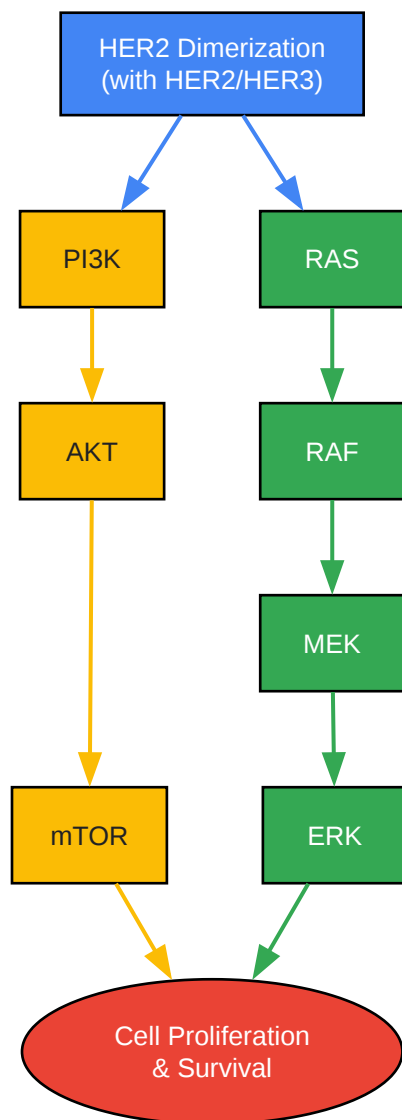 HER2 Dimerization
(with HER2/HER3)
PI3K
RAS
AKT
RAF
MEK
mTOR
ERK
Cell Proliferation
& Survival